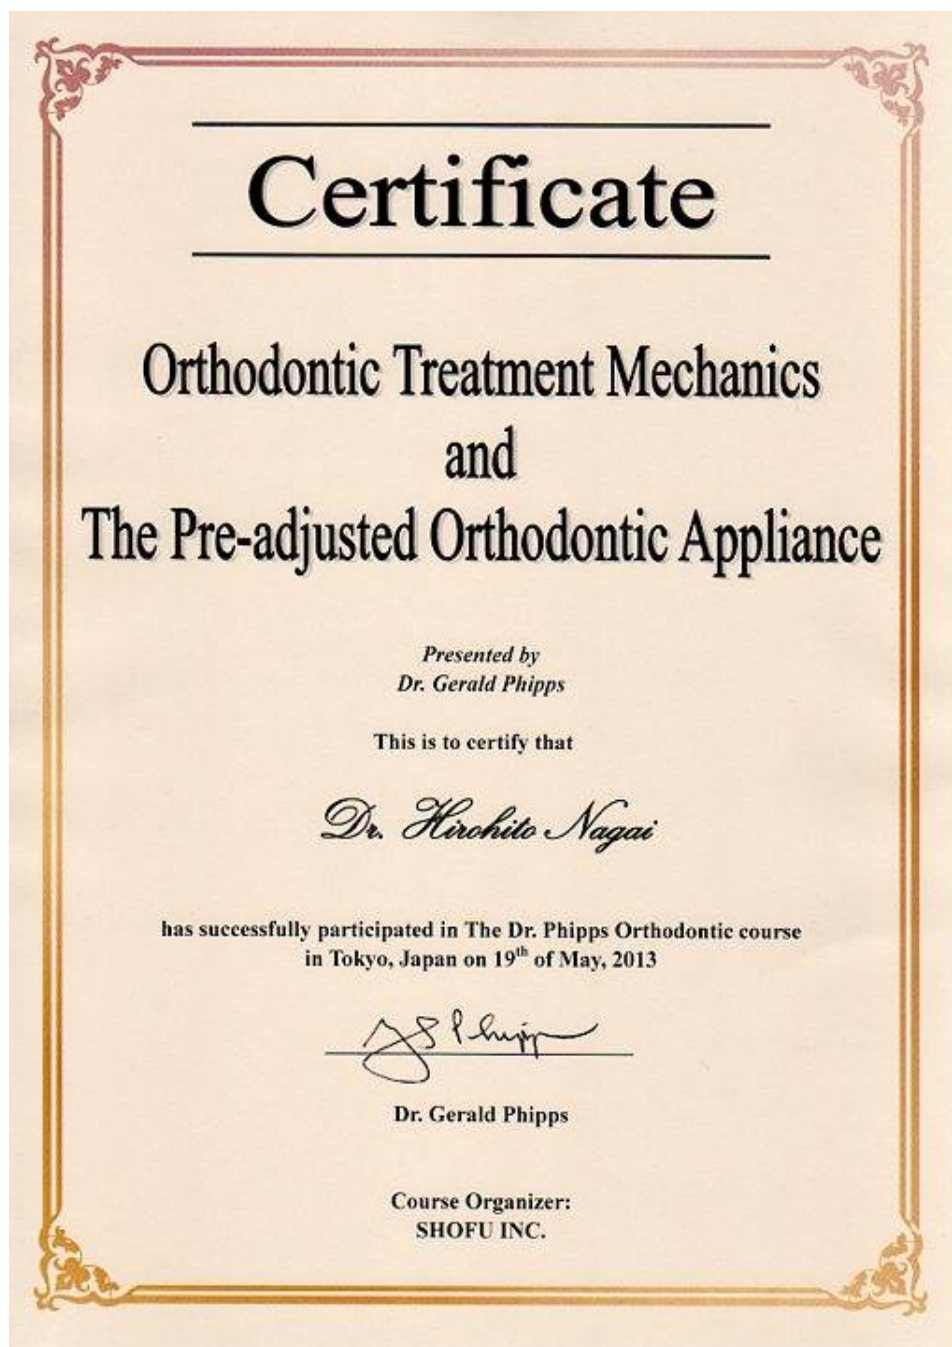 Certificate
Orthodontic Treatment Mechanics
and
The Pre-adjusted Orthodontic Appliance
Presented by
Dr. Gerald Phipps
This is to certify that
Dr. Hirohito Nagai
has successfully participated in The Dr. Phipps Orthodontic course
in Tokyo, Japan on 19th of May, 2013
Phipps
Dr. Gerald Phipps
Course Organizer:
SHOFU INC.